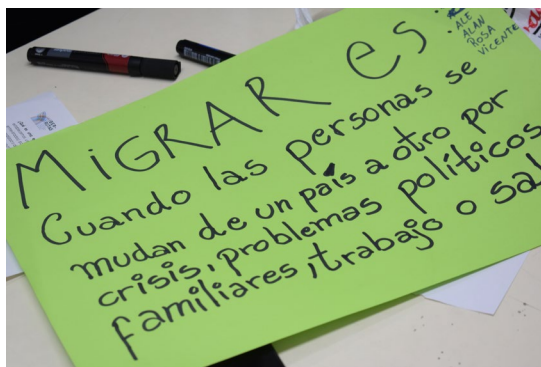 MiGRAR es.
• ALE
ALAN
ROSA
VICENTE
Cuando las personas se
mudan de un país a otro por
crisis, problemas políticos
familiares, trabajo o sal